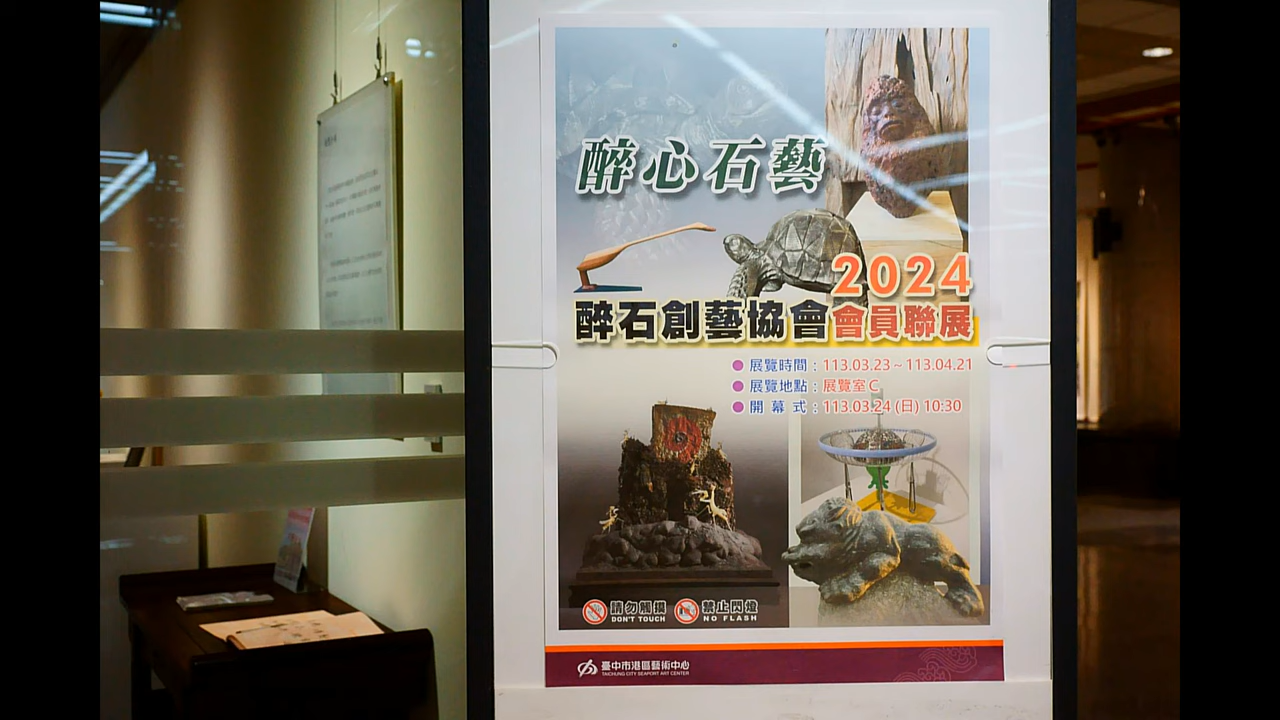 醉心石藝
2024
醉石創藝協會會員聯展
● 展覽時間：113.03.23~113.04.21
● 展覽地點：展覽室C
● 開幕式：113.03.24 (日) 10:30
請勿觸摸
DON'T TOUCH
禁止閃燈
NO FLASH
臺中市港區藝術中心
TAICHUNG CITY SEAPORT ART CENTER